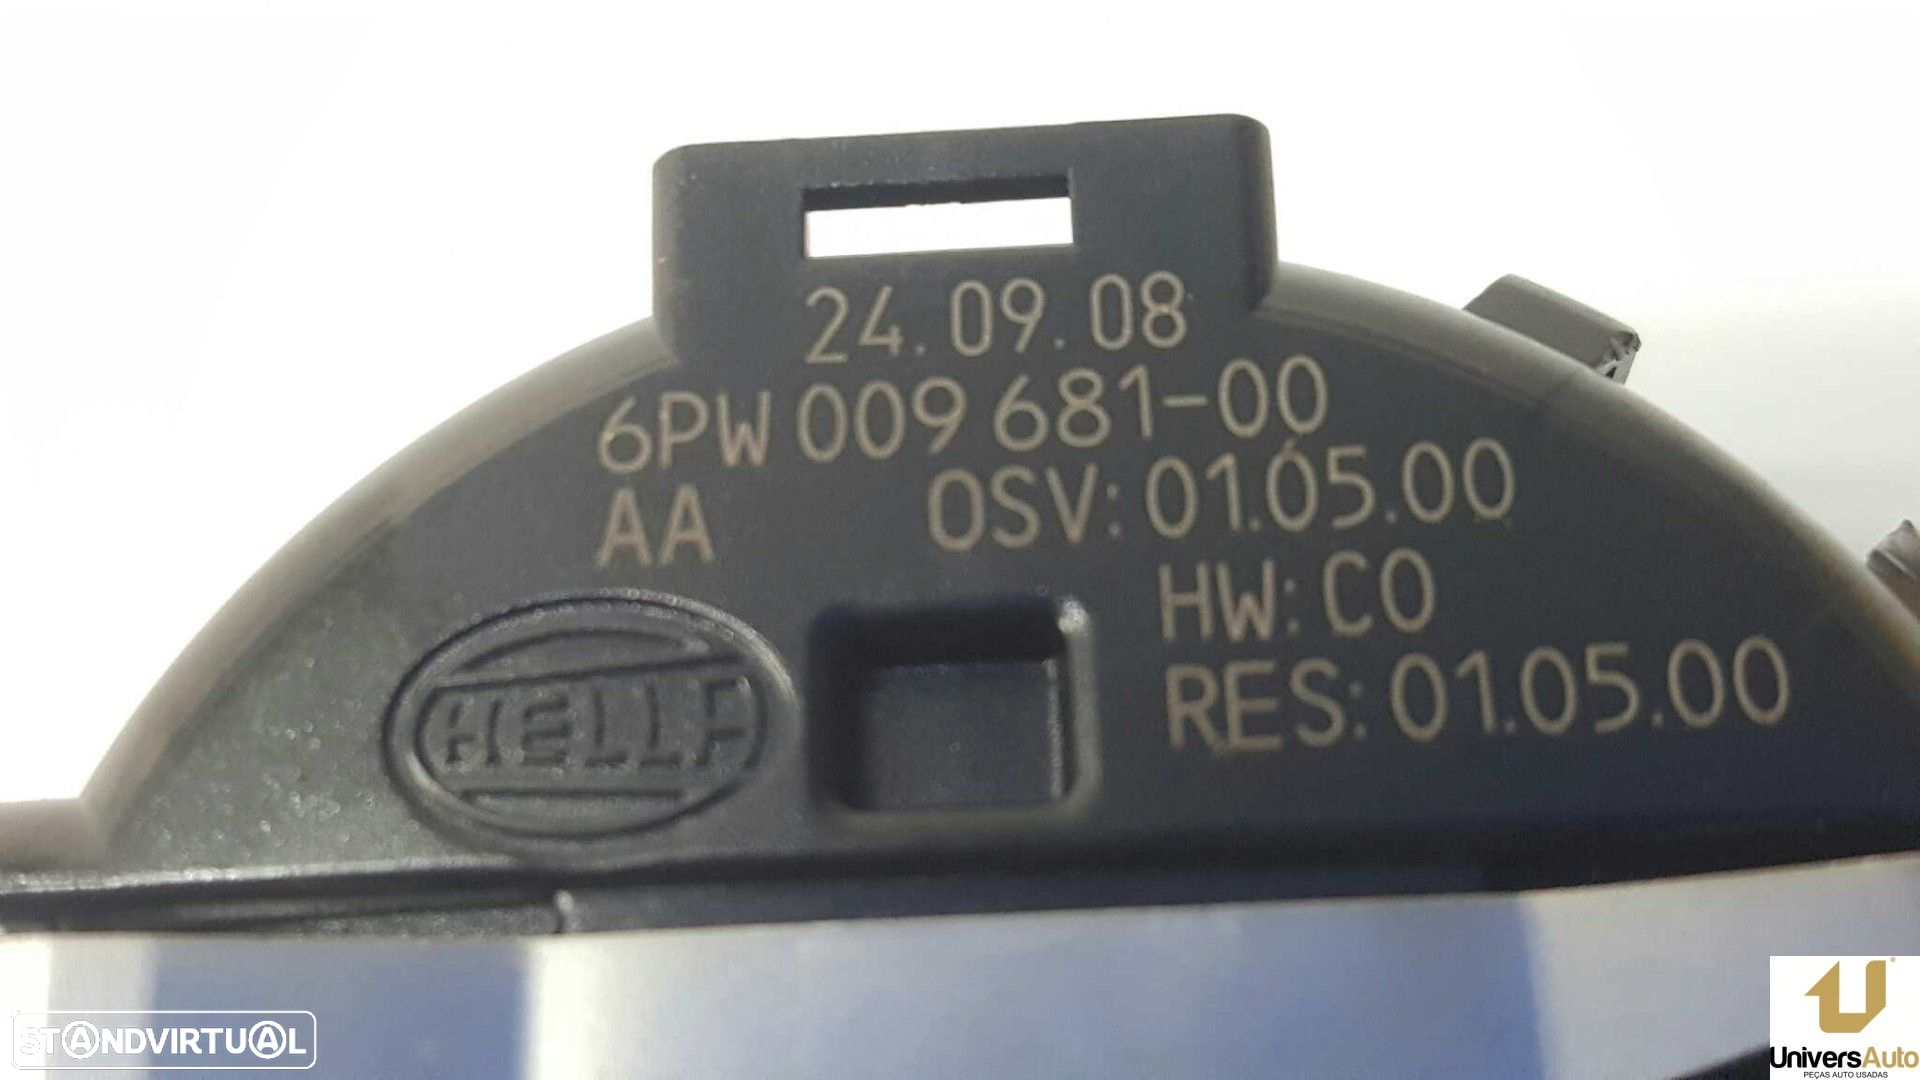 24.09.08
6PW 009 681-00
AA OSV: 01.05.00
HW: C0
RES: 01.05.00
HELLA
STANDVIRTUAL
UniversAuto
PEÇAS AUTO USADAS